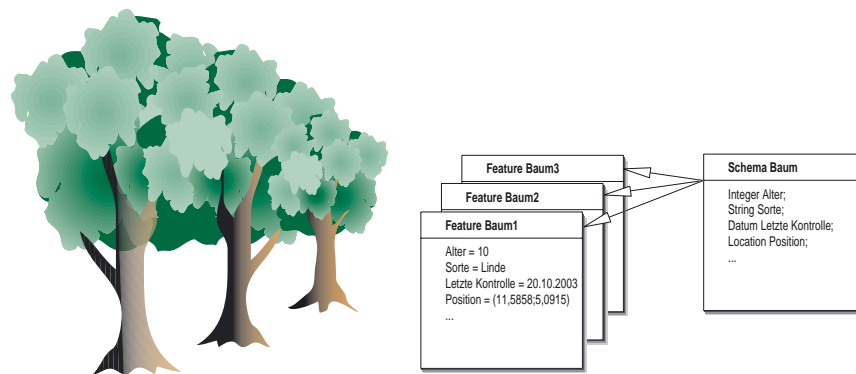 Feature Baum3
Feature Baum2
Feature Baum1
Alter = 10
Sorte = Linde
Letzte Kontrolle = 20.10.2003
Position = (11,5858;5,0915)
...
Schema Baum
Integer Alter;
String Sorte;
Datum Letzte Kontrolle;
Location Position;
...